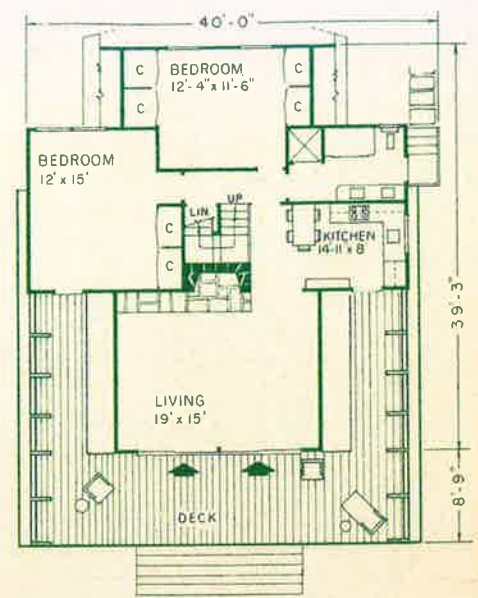 40'-0"
C
BEDROOM
12'-4" x 11'-6"
C
C
C
BEDROOM
12' x 15'
LIN.
UP
C
C
KITCHEN
14-11 x 8
39'-3"
LIVING
19' x 15'
DECK
8'-9"